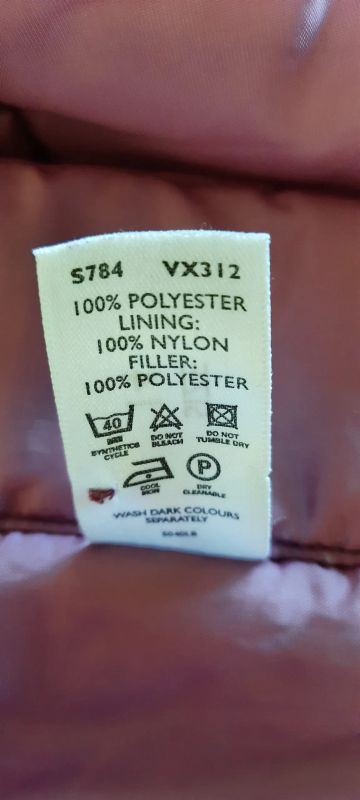 S784 VX312
100% POLYESTER
LINING:
100% NYLON
FILLER:
100% POLYESTER
40
SYNTHETICS CYCLE
DO NOT BLEACH
DO NOT TUMBLE DRY
COOL IRON
P
DRY CLEANABLE
WASH DARK COLOURS
SEPARATELY